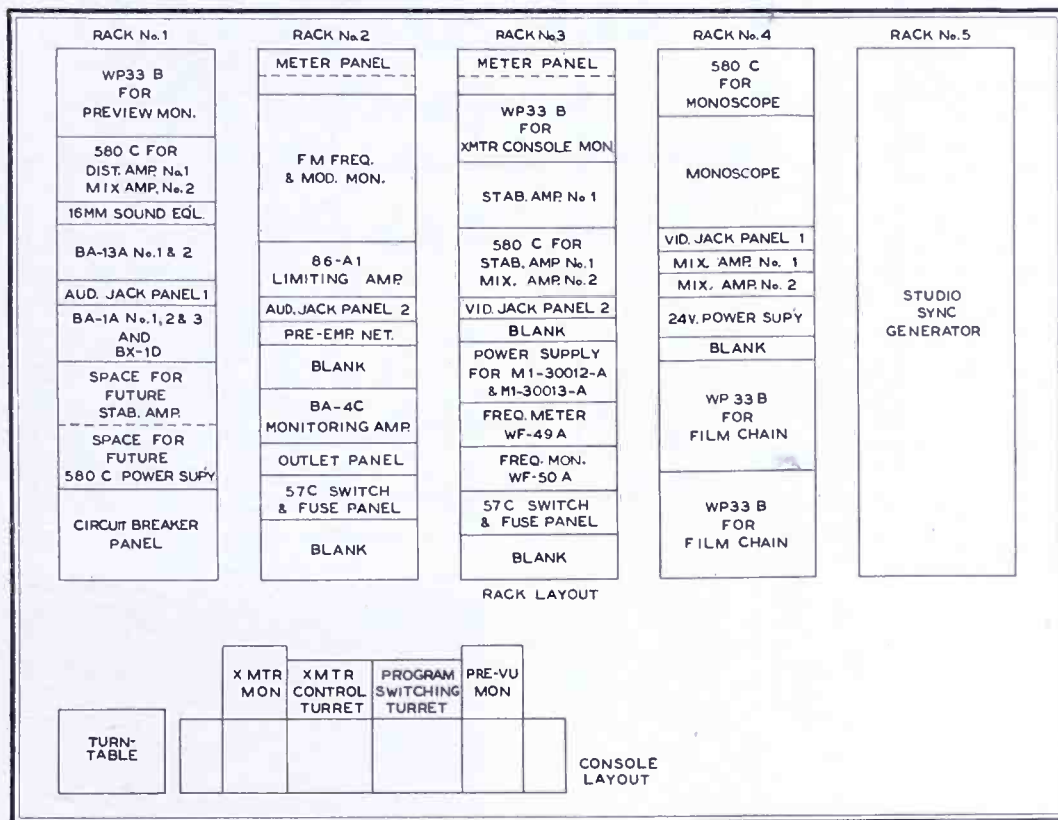 RACK No.1
WP33 B
FOR
PREVIEW MON.
580 C FOR
DIST. AMP. No.1
MIX AMP. No.2
16MM SOUND EQL.
BA-13A No.1 & 2
AUD. JACK PANEL 1
BA-1A No.1, 2 & 3
AND
BX-1D
SPACE FOR
FUTURE
STAB. AMP.
SPACE FOR
FUTURE
580 C POWER SUP'Y
CIRCUIT BREAKER
PANEL
RACK No.2
METER PANEL
FM FREQ.
& MOD. MON.
86-A1
LIMITING AMP.
AUD. JACK PANEL 2
PRE-EMP. NET.
BLANK
BA-4C
MONITORING AMP.
OUTLET PANEL
57C SWITCH
& FUSE PANEL
BLANK
RACK No.3
METER PANEL
WP33 B
FOR
XMTR CONSOLE MON.
STAB. AMP. No 1
580 C FOR
STAB. AMP No.1
MIX. AMP. No.2
VID. JACK PANEL 2
BLANK
POWER SUPPLY
FOR M1-30012-A
& M1-30013-A
FREQ. METER
WF-49 A
FREQ. MON.
WF-50 A
57C SWITCH
& FUSE PANEL
BLANK
RACK No.4
580 C
FOR
MONOSCOPE
MONOSCOPE
VID. JACK PANEL 1
MIX. AMP No. 1
MIX. AMP. No. 2
24V. POWER SUP'Y
BLANK
WP 33 B
FOR
FILM CHAIN
WP33 B
FOR
FILM CHAIN
RACK No.5
STUDIO
SYNC
GENERATOR
RACK LAYOUT
XMTR
MON
XMTR
CONTROL
TURRET
PROGRAM
SWITCHING
TURRET
PRE-VU
MON
TURN-
TABLE
CONSOLE
LAYOUT